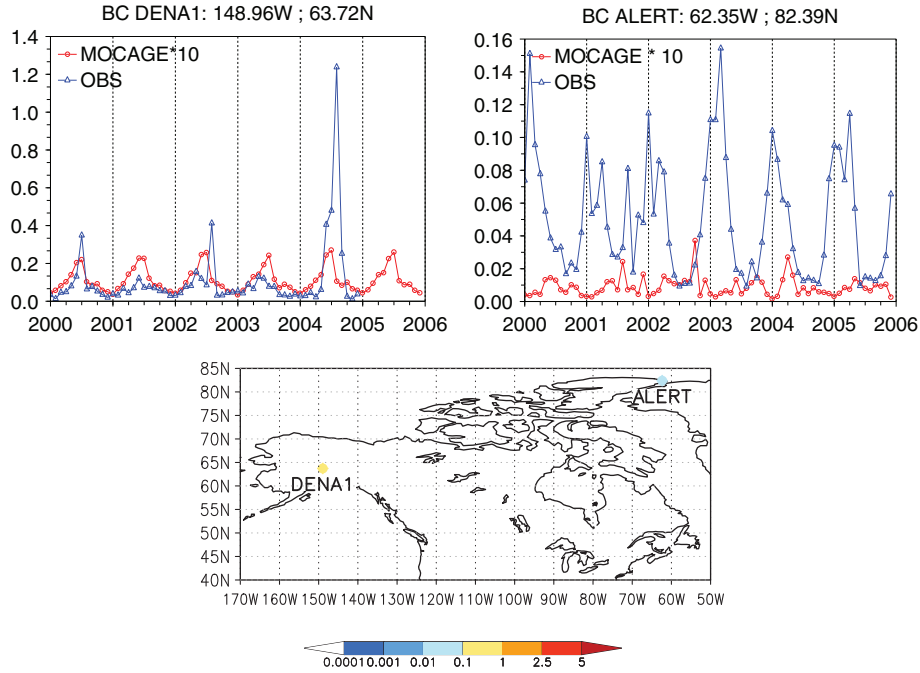 BC DENA1: 148.96W ; 63.72N
1.4
1.2
1.0
0.8
0.6
0.4
0.2
0.0
MOCAGE*10
OBS
2000 2001 2002 2003 2004 2005 2006
BC ALERT: 62.35W ; 82.39N
0.16
0.14
0.12
0.10
0.08
0.06
0.04
0.02
0.00
MOCAGE * 10
OBS
2000 2001 2002 2003 2004 2005 2006
85N
80N
75N
70N
65N
60N
55N
50N
45N
40N
ALERT
DENA1
170W 160W 150W 140W 130W 120W 110W 100W 90W 80W 70W 60W 50W
0.0001 0.001 0.01 0.1 1 2.5 5